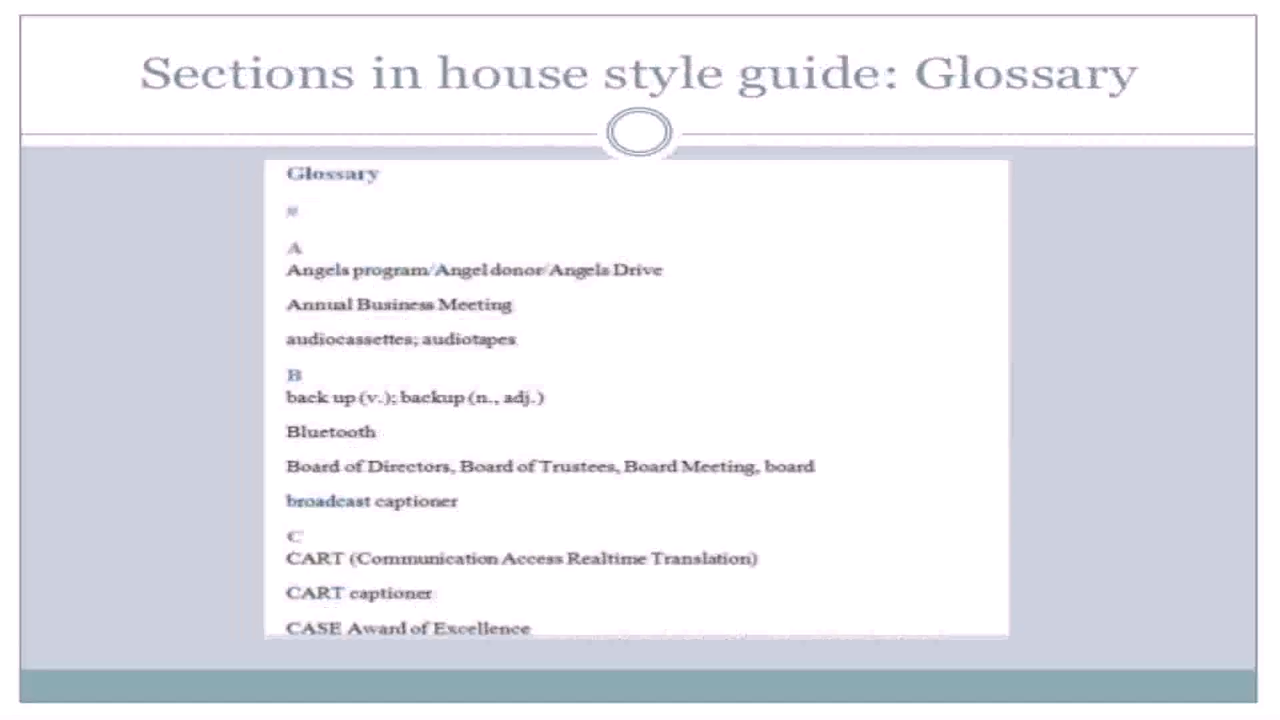 Sections in house style guide: Glossary
Glossary
#
A
Angels program/Angel donor/Angels Drive
Annual Business Meeting
audiocassettes; audiotapes
B
back up (v.); backup (n., adj.)
Bluetooth
Board of Directors, Board of Trustees, Board Meeting, board
broadcast captioner
C
CART (Communication Access Realtime Translation)
CART captioner
CASE Award of Excellence